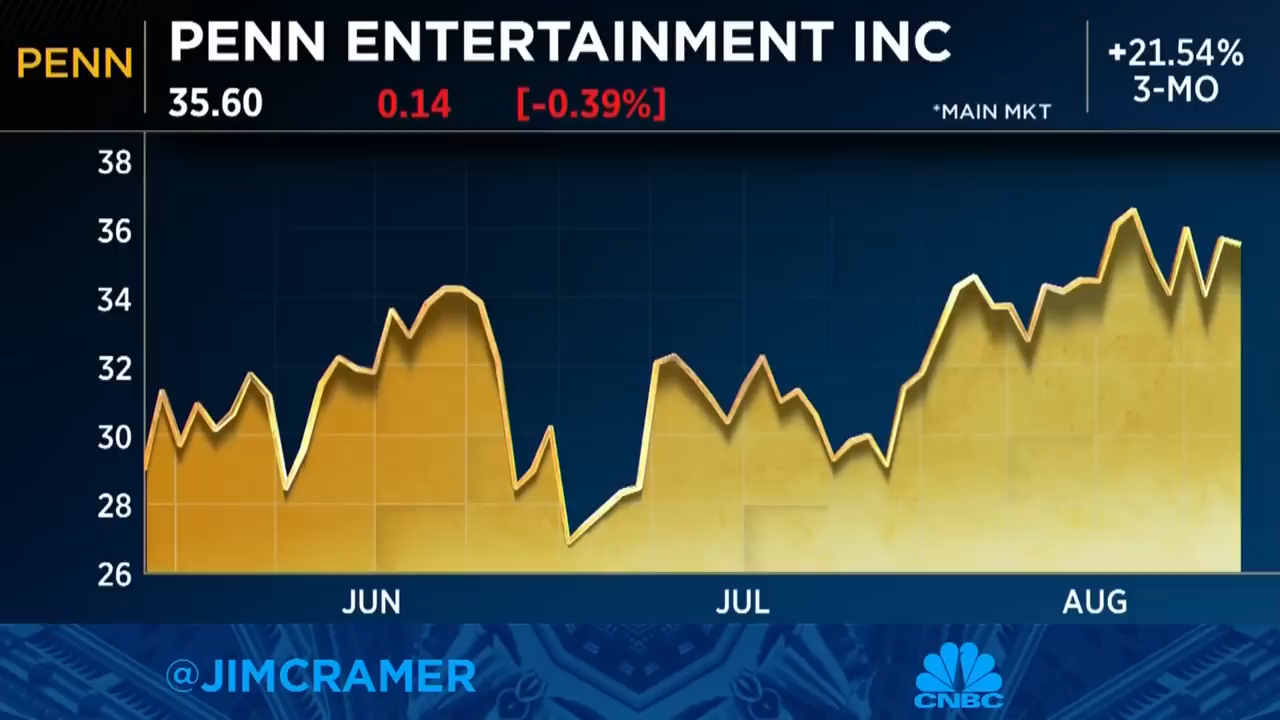 PENN
PENN ENTERTAINMENT INC
35.60 0.14 [-0.39%]
*MAIN MKT
+21.54%
3-MO
38
36
34
32
30
28
26
JUN JUL AUG
@JIMCRAMER
CNBC